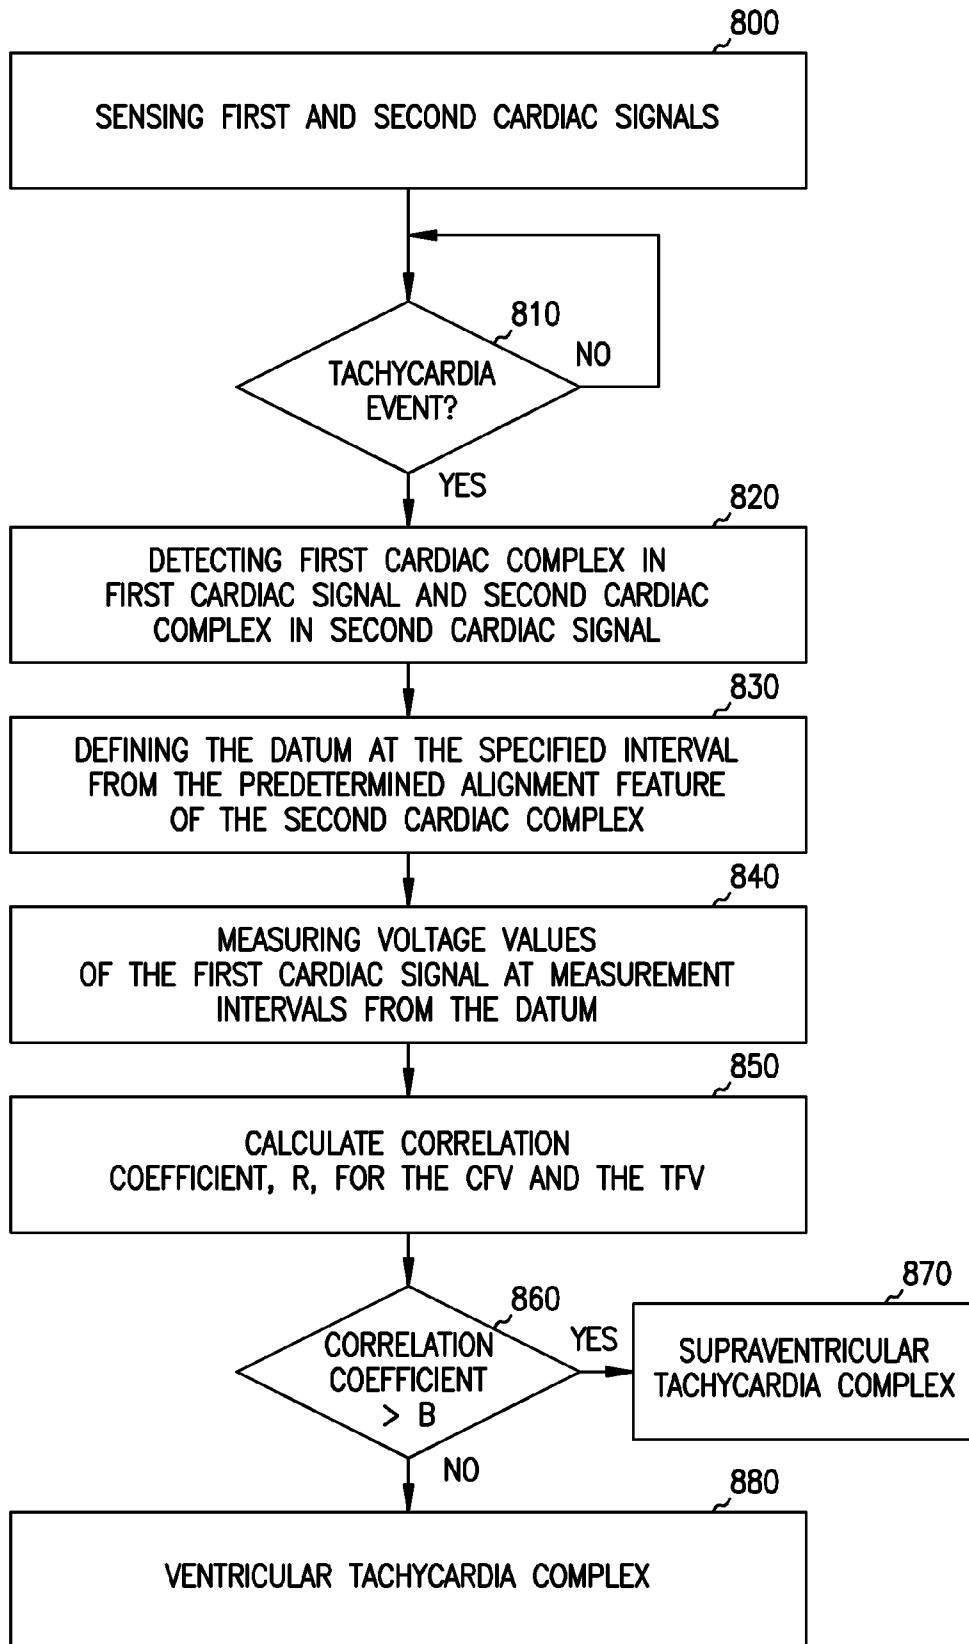 800
SENSING FIRST AND SECOND CARDIAC SIGNALS
810
TACHYCARDIA
EVENT?
NO
YES
820
DETECTING FIRST CARDIAC COMPLEX IN
FIRST CARDIAC SIGNAL AND SECOND CARDIAC
COMPLEX IN SECOND CARDIAC SIGNAL
830
DEFINING THE DATUM AT THE SPECIFIED INTERVAL
FROM THE PREDETERMINED ALIGNMENT FEATURE
OF THE SECOND CARDIAC COMPLEX
840
MEASURING VOLTAGE VALUES
OF THE FIRST CARDIAC SIGNAL AT MEASUREMENT
INTERVALS FROM THE DATUM
850
CALCULATE CORRELATION
COEFFICIENT, R, FOR THE CFV AND THE TFV
860
CORRELATION
COEFFICIENT
> B
YES
870
SUPRAVENTRICULAR
TACHYCARDIA COMPLEX
NO
880
VENTRICULAR TACHYCARDIA COMPLEX